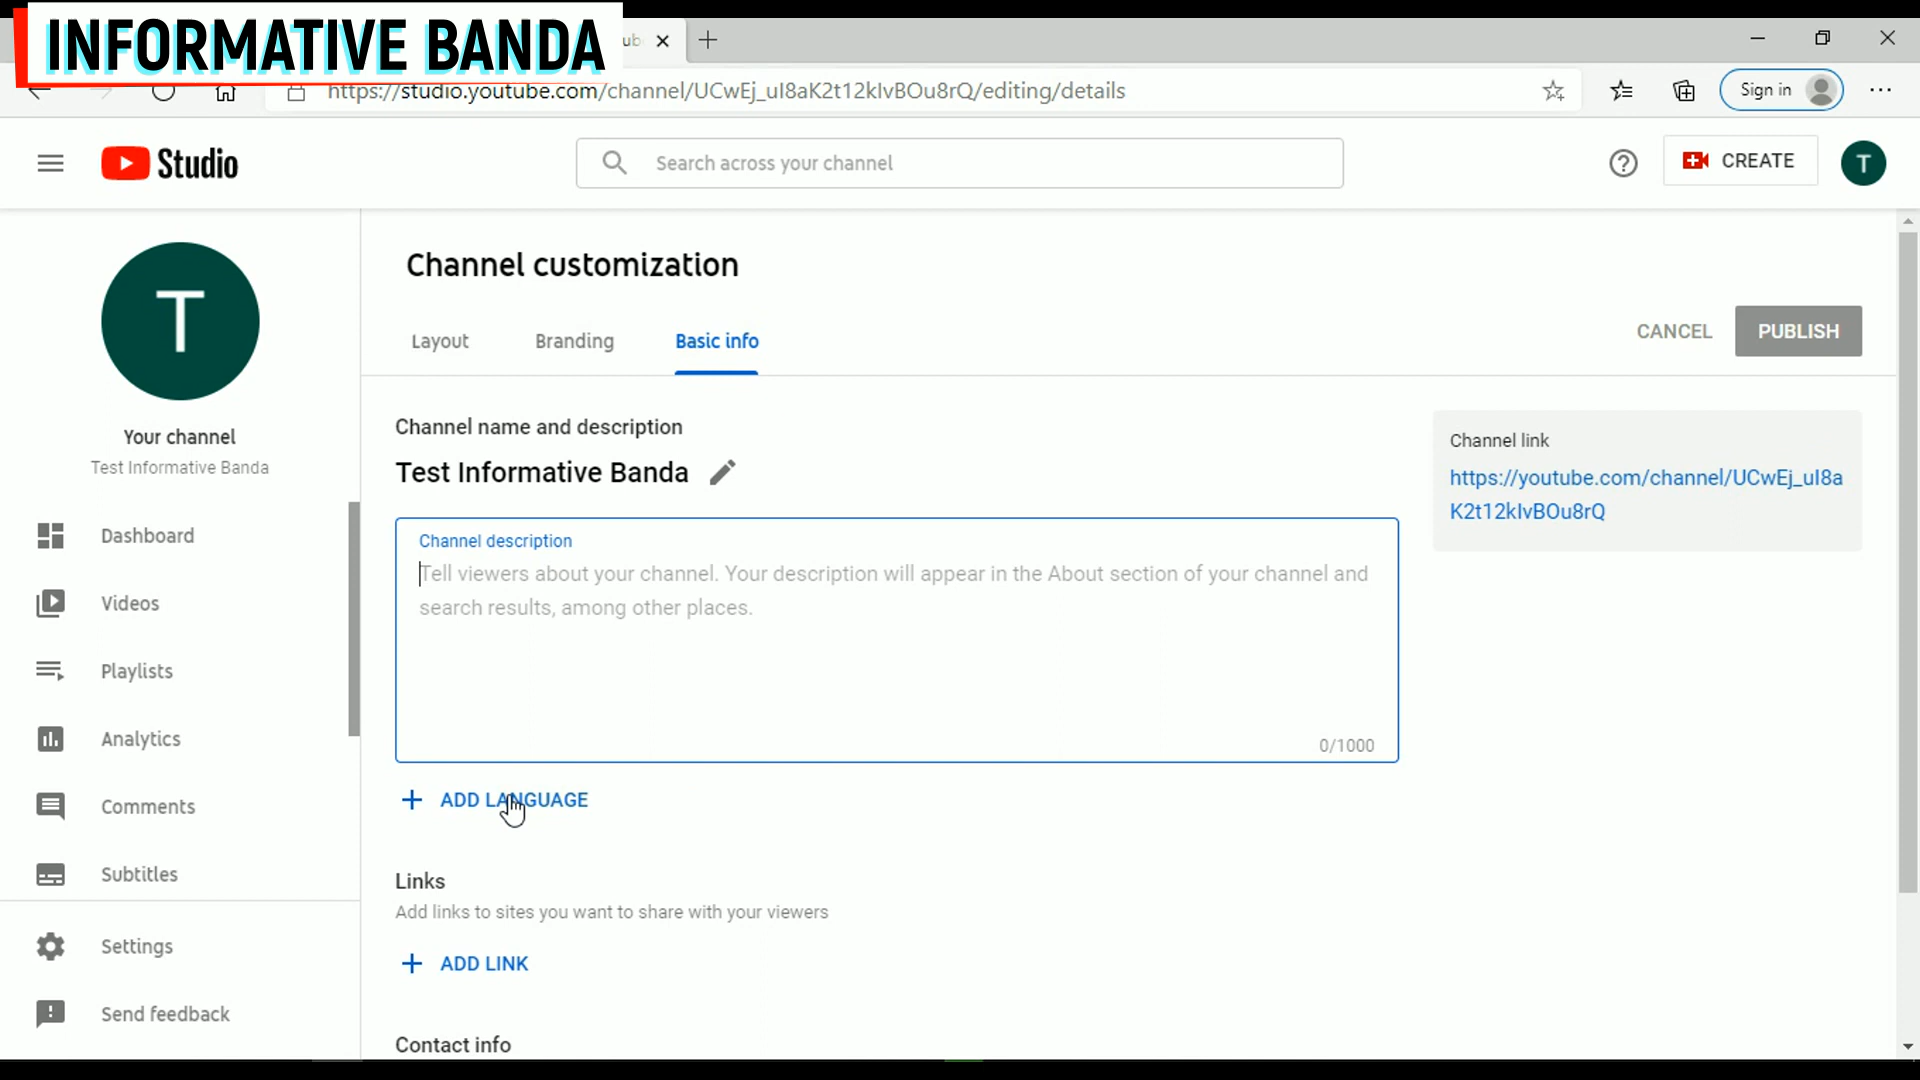 INFORMATIVE BANDA
https://studio.youtube.com/channel/UCwEj_uI8aK2t12kIvBOu8rQ/editing/details
Sign in
Studio
Search across your channel
CREATE
T
T
Your channel
Test Informative Banda
Dashboard
Videos
Playlists
Analytics
Comments
Subtitles
Settings
Send feedback
Channel customization
Layout
Branding
Basic info
CANCEL
PUBLISH
Channel name and description
Test Informative Banda
Channel description
Tell viewers about your channel. Your description will appear in the About section of your channel and
search results, among other places.
0/1000
ADD LANGUAGE
Links
Add links to sites you want to share with your viewers
ADD LINK
Contact info
Channel link
https://youtube.com/channel/UCwEj_uI8a
K2t12kIvBOu8rQ